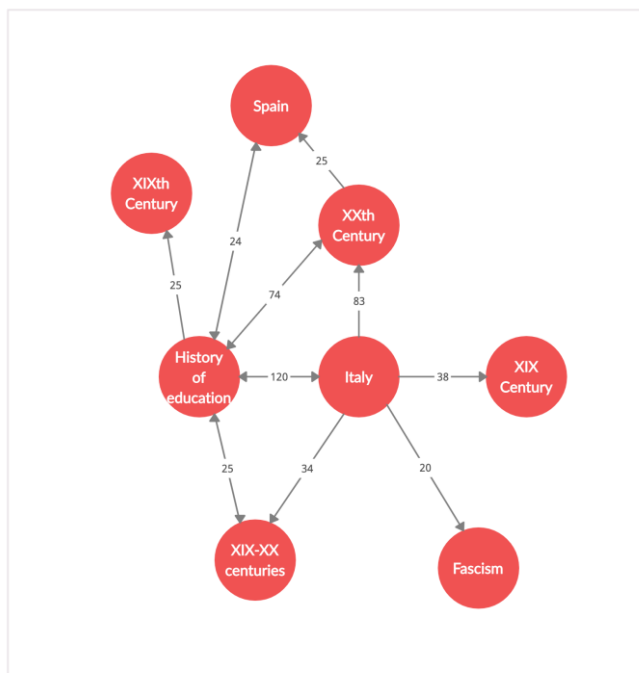 Spain
25
XIXth
Century
XXth
Century
24
25
74
83
History
of
education
120
Italy
38
XIX
Century
25
34
20
XIX-XX
centuries
Fascism